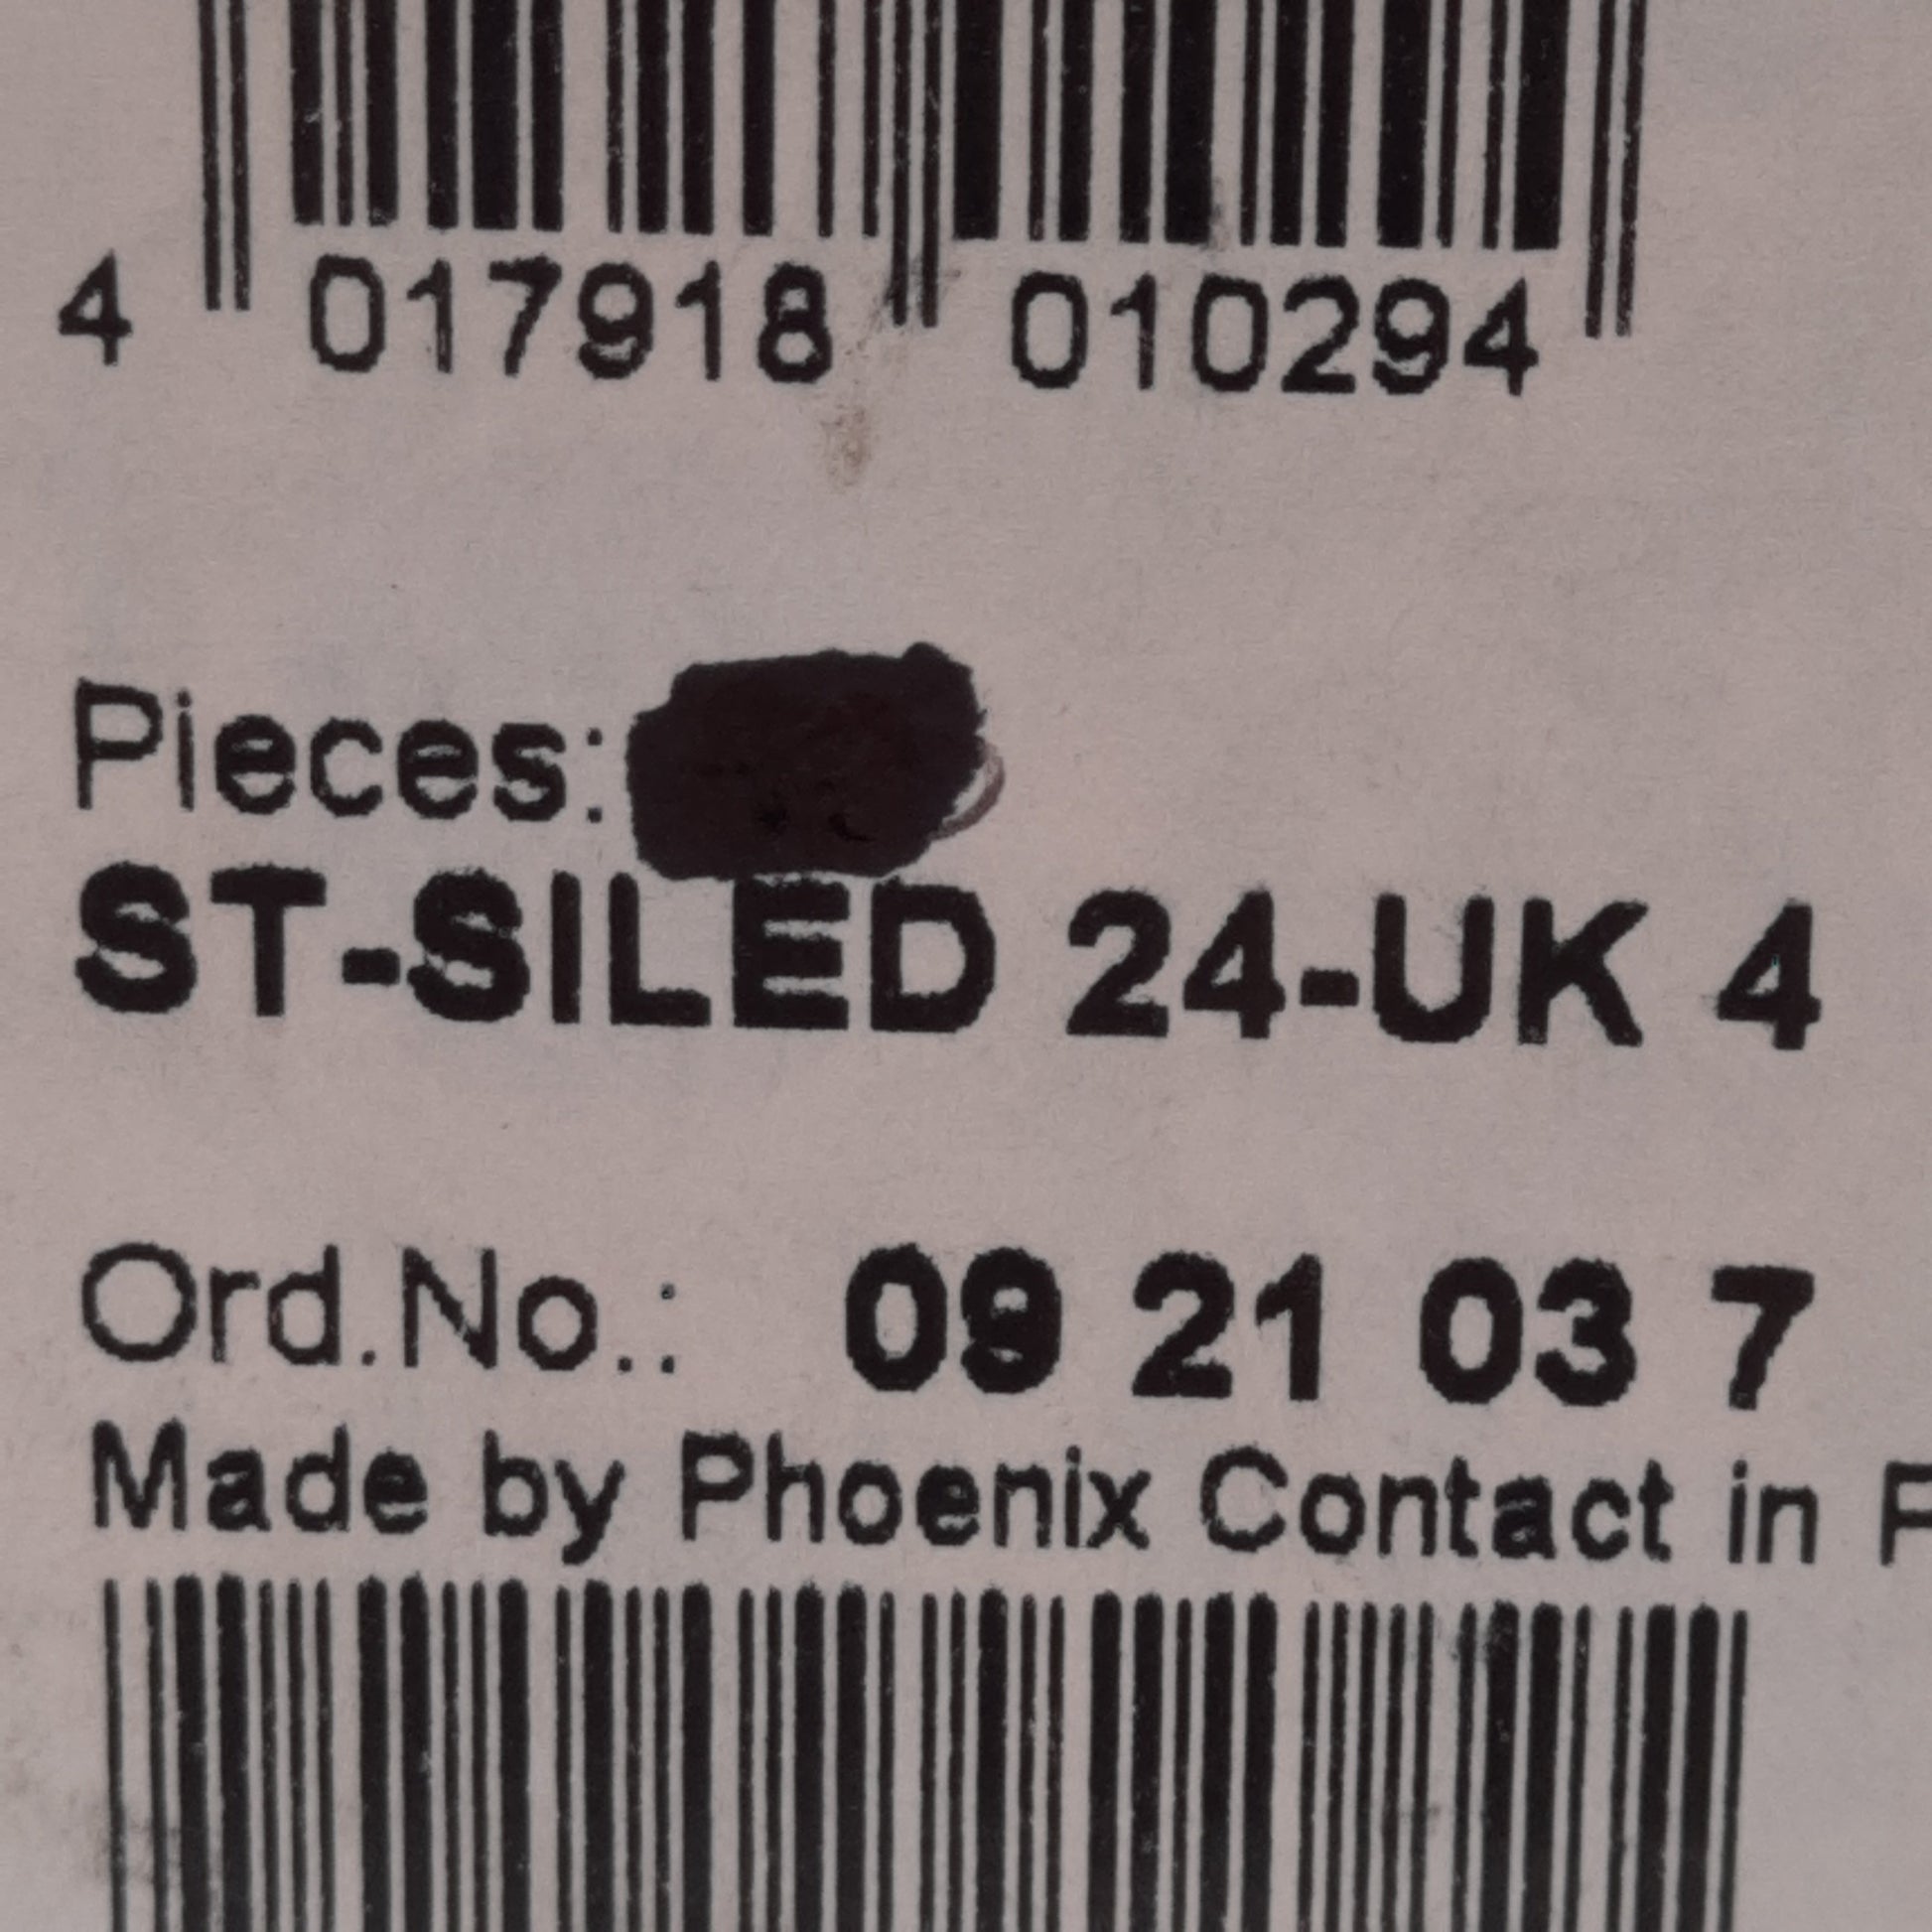 4 017918 010294
Pieces:
ST-SILED 24-UK 4
Ord.No.: 09 21 03 7
Made by Phoenix Contact in